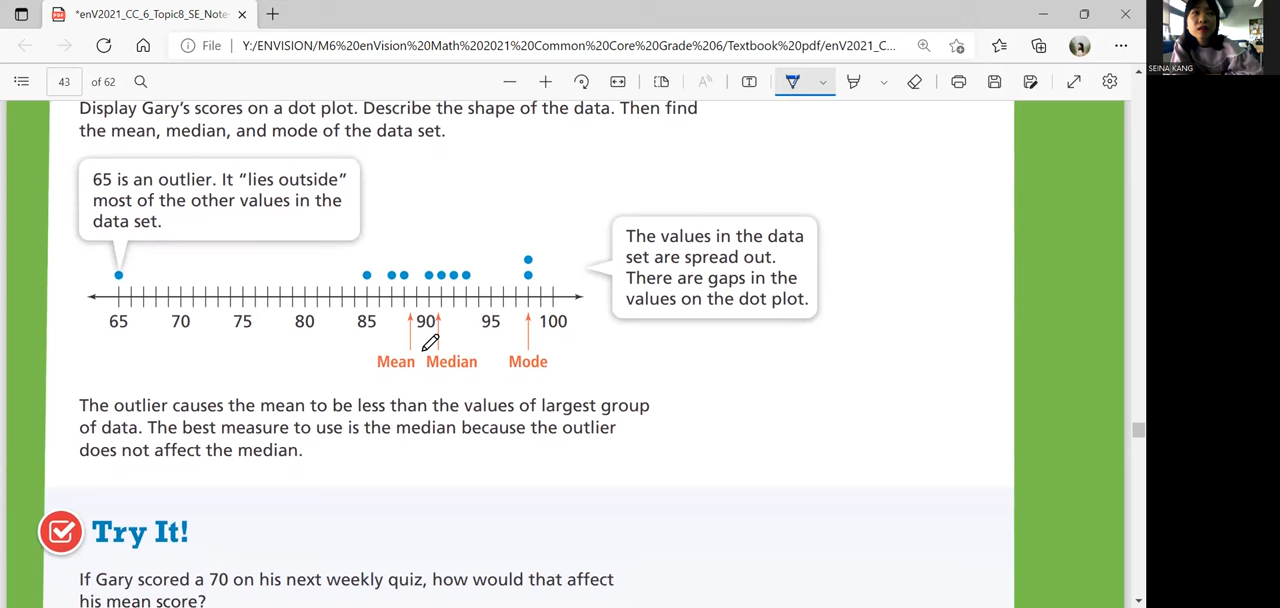 *enV2021_CC_6_Topic8_SE_Note
File
Y:/ENVISION/M6%20enVision%20Math%202021%20Common%20Core%20Grade%206/Textbook%20pdf/enV2021_C...
SEINA KANG
43 of 62
Display Gary's scores on a dot plot. Describe the shape of the data. Then find
the mean, median, and mode of the data set.
65 is an outlier. It "lies outside"
most of the other values in the
data set.
The values in the data
set are spread out.
There are gaps in the
values on the dot plot.
65 70 75 80 85 90 95 100
Mean Median Mode
The outlier causes the mean to be less than the values of largest group
of data. The best measure to use is the median because the outlier
does not affect the median.
Try It!
If Gary scored a 70 on his next weekly quiz, how would that affect
his mean score?